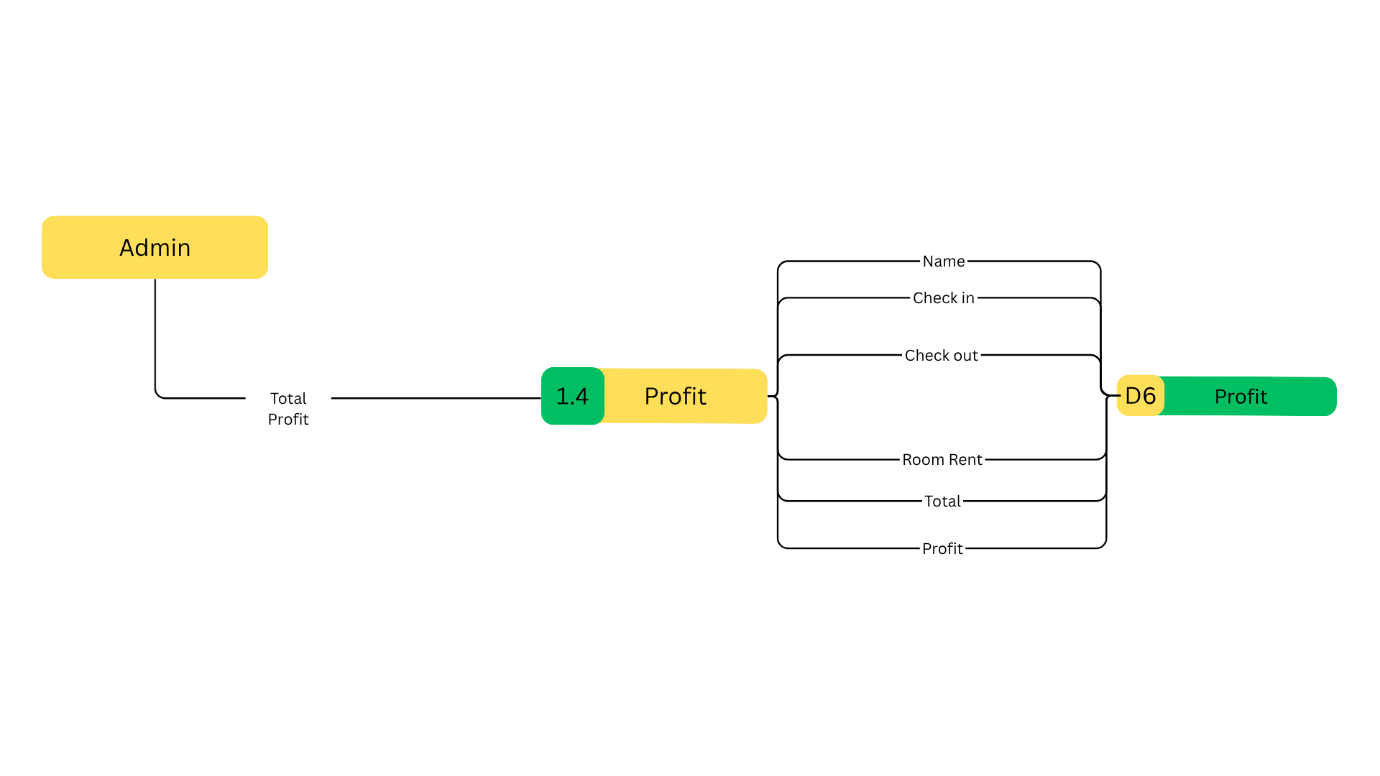 Admin
Total
Profit
1.4
Profit
Name
Check in
Check out
Room Rent
Total
Profit
D6
Profit